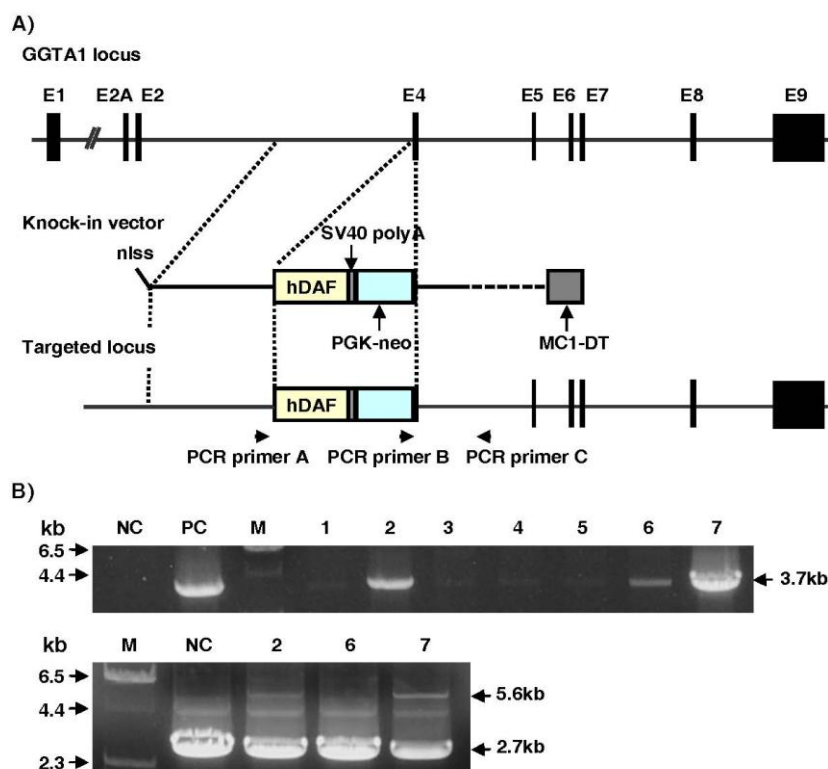 A)
GGTA1 locus
E1 E2A E2 E4 E5 E6 E7 E8 E9
Knock-in vector
nlss
SV40 polyA
hDAF
PGK-neo
MC1-DT
Targeted locus
hDAF
PCR primer A PCR primer B PCR primer C
B)
kb NC PC M 1 2 3 4 5 6 7
6.5
4.4
3.7kb
kb M NC 2 6 7
6.5
5.6kb
4.4
2.7kb
2.3